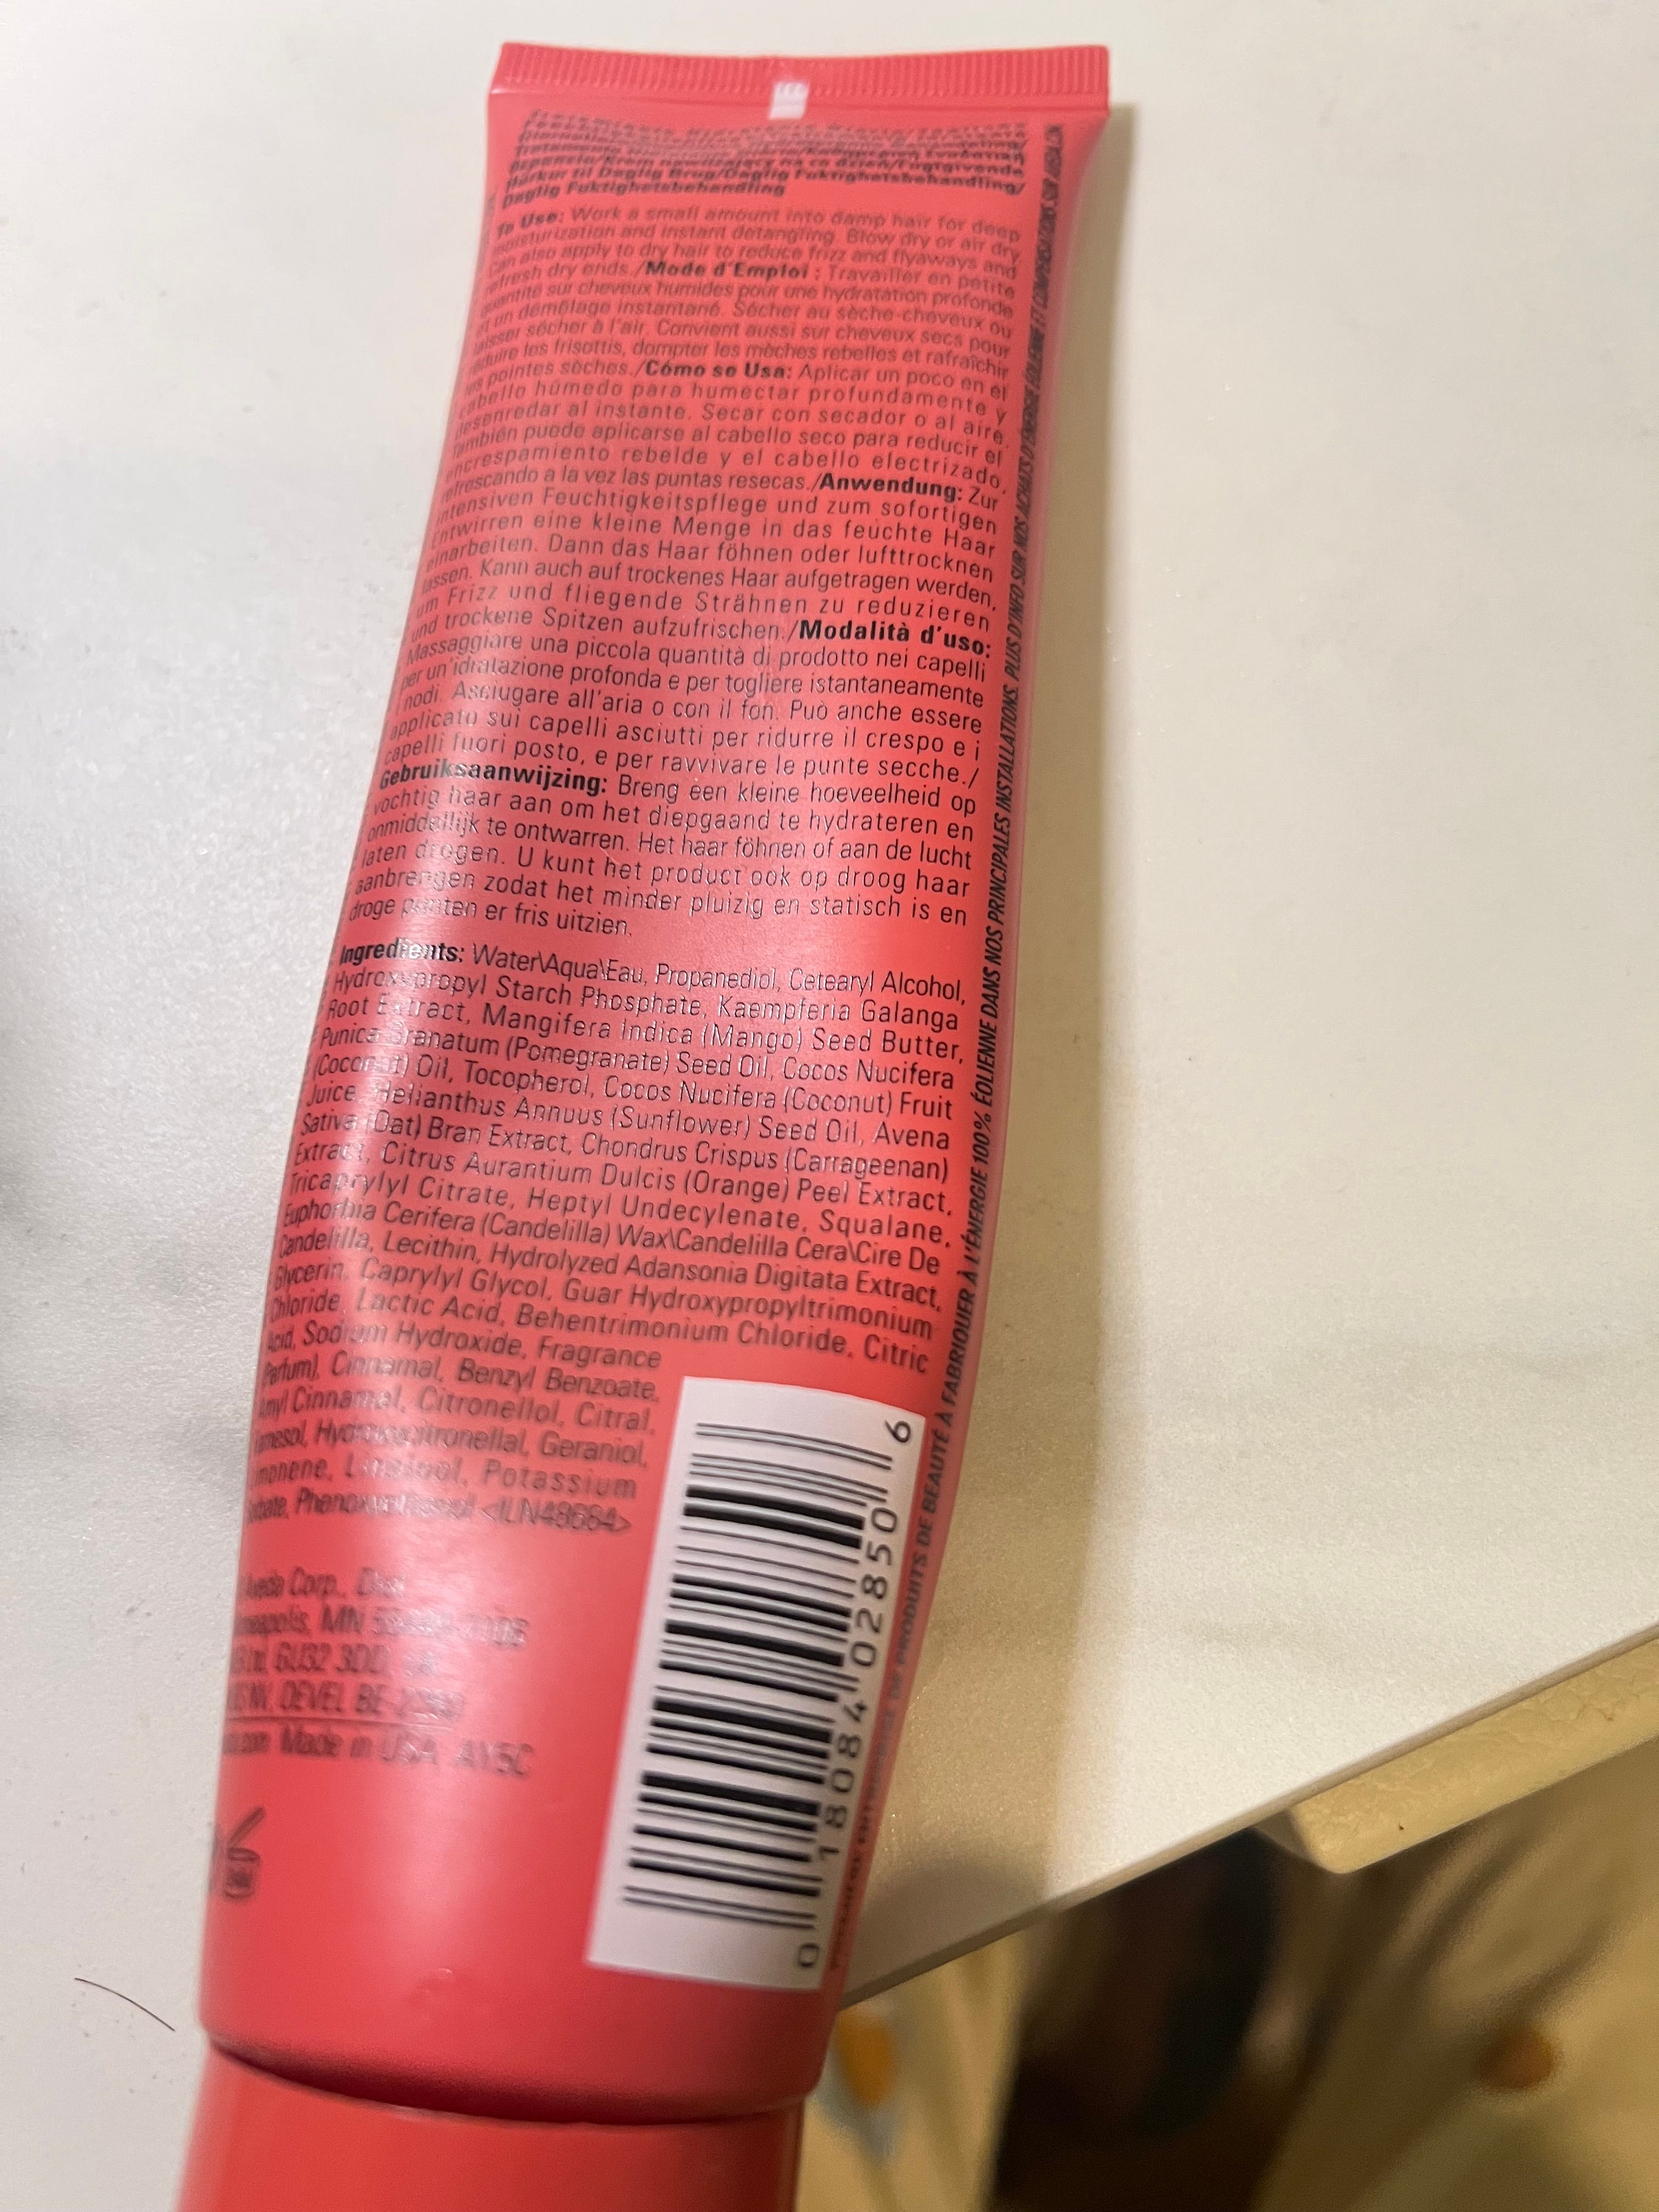 Märkur til Daglig Brug/Daglig Fuktighetsbehandling/
Daglig Fuktighetsbehandling
To Use: Work a small amount into damp hair for deep
moisturization and instant detangling. Blow dry or air dry.
Can also apply to dry hair to reduce frizz and flyaways and
refresh dry ends./Mode d'Emploi : Travailler en petite
quantité sur cheveux humides pour une hydratation profonde
et un démêlage instantané. Sécher au sèche-cheveux ou
laisser sécher à l'air. Convient aussi sur cheveux secs pour
réduire les frisottis, dompter les mèches rebelles et rafraîchir
les pointes sèches./Cómo se Usa: Aplicar un poco en el
cabello húmedo para humectar profundamente y
desenredar al instante. Secar con secador o al aire.
También puede aplicarse al cabello seco para reducir el
encrespamiento rebelde y el cabello electrizado,
refrescando a la vez las puntas resecas./Anwendung: Zur
intensiven Feuchtigkeitspflege und zum sofortigen
Entwirren eine kleine Menge in das feuchte Haar
einarbeiten. Dann das Haar föhnen oder lufttrocknen
lassen. Kann auch auf trockenes Haar aufgetragen werden,
um Frizz und fliegende Strähnen zu reduzieren
und trockene Spitzen aufzufrischen./Modalità d'uso:
Massaggiare una piccola quantità di prodotto nei capelli
per un'idratazione profonda e per togliere istantaneamente
i nodi. Asciugare all'aria o con il fon. Può anche essere
applicato sui capelli asciutti per ridurre il crespo e i
capelli fuori posto, e per ravvivare le punte secche./
Gebruiksaanwijzing: Breng een kleine hoeveelheid op
vochtig haar aan om het diepgaand te hydrateren en
onmiddellijk te ontwarren. Het haar föhnen of aan de lucht
laten drogen. U kunt het product ook op droog haar
aanbrengen zodat het minder pluizig en statisch is en
droge punten er fris uitzien.
Ingredients: Water\Aqua\Eau, Propanediol, Cetearyl Alcohol,
Hydroxypropyl Starch Phosphate, Kaempferia Galanga
Root Extract, Mangifera Indica (Mango) Seed Butter,
Punica Granatum (Pomegranate) Seed Oil, Cocos Nucifera
(Coconut) Oil, Tocopherol, Cocos Nucifera (Coconut) Fruit
Juice, Helianthus Annuus (Sunflower) Seed Oil, Avena
Sativa (Oat) Bran Extract, Chondrus Crispus (Carrageenan)
Extract, Citrus Aurantium Dulcis (Orange) Peel Extract,
Tricaprylyl Citrate, Heptyl Undecylenate, Squalane,
Euphorbia Cerifera (Candelilla) Wax\Candelilla Cera\Cire De
Candelilla, Lecithin, Hydrolyzed Adansonia Digitata Extract,
Glycerin, Caprylyl Glycol, Guar Hydroxypropyltrimonium
Chloride, Lactic Acid, Behentrimonium Chloride, Citric
Acid, Sodium Hydroxide, Fragrance
(Parfum), Cinnamal, Benzyl Benzoate,
Amyl Cinnamal, Citronellol, Citral,
Farnesol, Hydroxycitronellal, Geraniol,
Limonene, Linalool, Potassium
Sorbate, Phenoxyethanol <ILN48664>
Aveda Corp., Dist.
Minneapolis, MN
GU32 3DD
NV. DEVEL
Made in USA AY5C
0 18084 02850 6
FABRIQUER À L'ÉNERGIE 100% ÉOLIENNE DANS NOS PRINCIPALES INSTALLATIONS. PLUS D'INFO SUR NOS ACHATS D'ÉNERGIE ÉOLIENNE ET COMPENSATIONS SUR
DE PRODUITS DE BEAUTÉ À